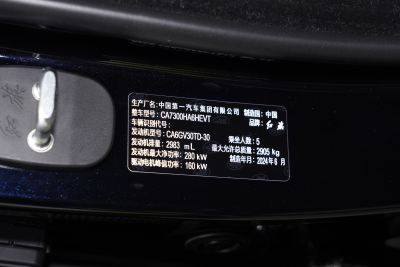 生产厂名: 中国第一汽车集团有限公司 制造国: 中国
整车型号: CA7300HA6HEVT 品牌: 红旗
车辆识别代号:
发动机型号: CA6GV30TD-30 乘坐人数: 5
发动机排量: 2983 mL 最大允许总质量: 2905 kg
发动机最大净功率: 280 kW 制造年月: 2024年6月
驱动电机峰值功率: 160 kW